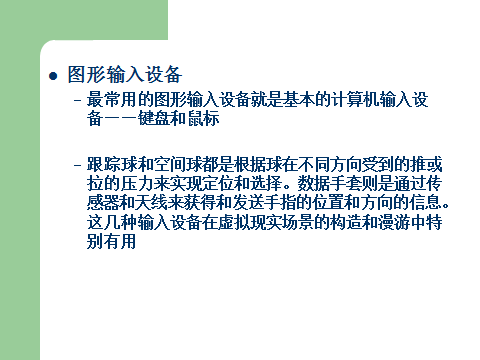 图形输入设备
– 最常用的图形输入设备就是基本的计算机输入设
备——键盘和鼠标
– 跟踪球和空间球都是根据球在不同方向受到的推或
拉的压力来实现定位和选择。数据手套则是通过传
感器和天线来获得和发送手指的位置和方向的信息。
这几种输入设备在虚拟现实场景的构造和漫游中特
别有用